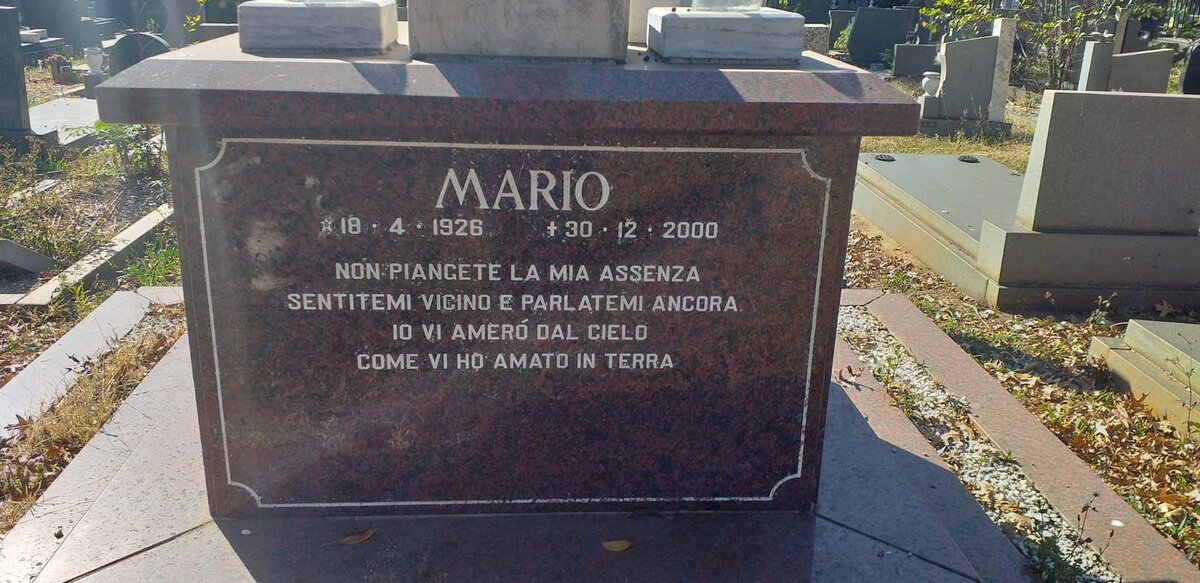 MARIO
☆18 · 4 · 1926 ✝30 · 12 · 2000
NON PIANGETE LA MIA ASSENZA
SENTITEMI VICINO E PARLATEMI ANCORA
IO VI AMERÓ DAL CIELO
COME VI HO AMATO IN TERRA